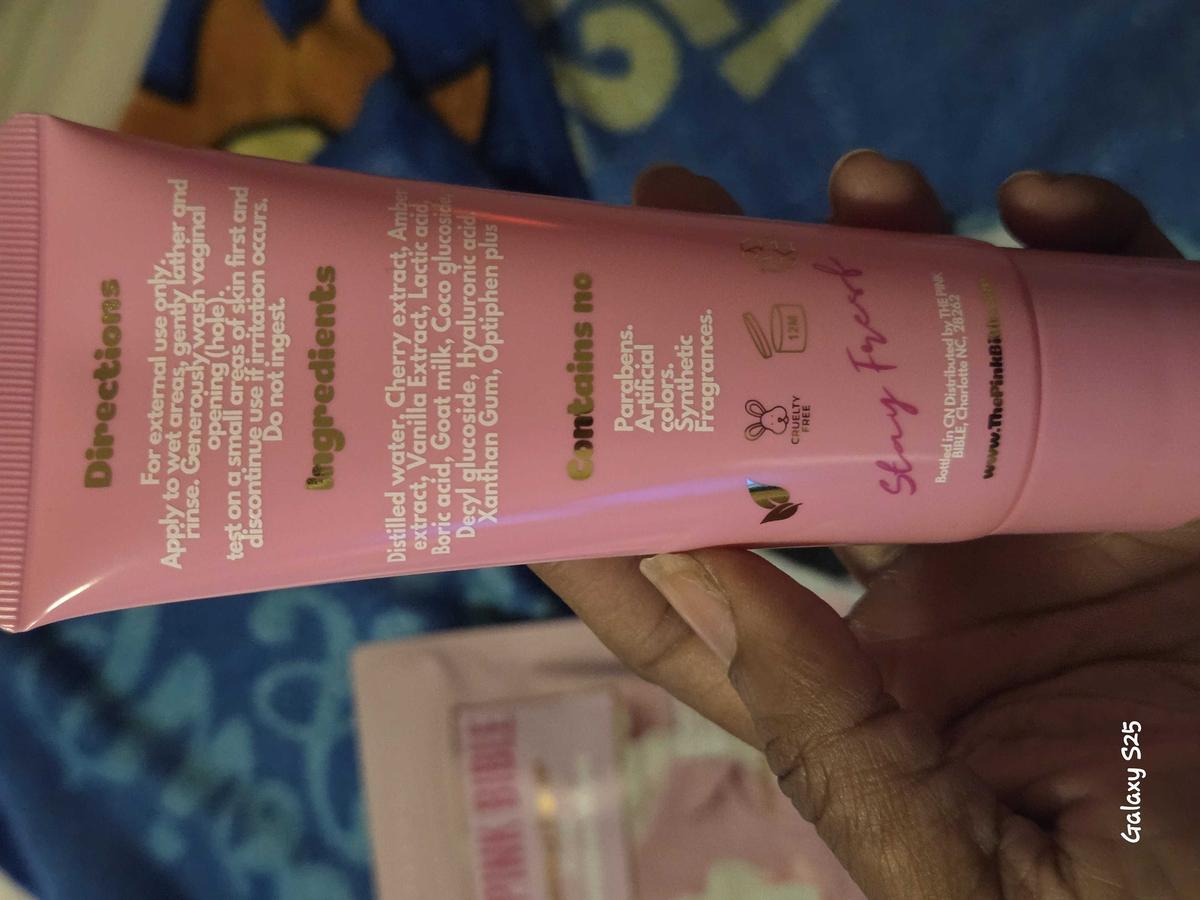 Directions
For external use only.
Apply to wet areas, gently lather and
rinse. Generously wash vaginal
opening (hole).
test on a small areas of skin first and
discontinue use if irritation occurs.
Do not ingest.
Ingredients
Distilled water, Cherry extract, Amber
extract, Vanilla Extract, Lactic acid,
Boric acid, Goat milk, Coco glucoside,
Decyl glucoside, Hyaluronic acid,
Xanthan Gum, Optiphen plus
Contains no
Parabens.
Artificial
colors.
Synthetic
Fragrances.
CRUELTY
FREE
12M
Stay Fresh
Bottled in CN Distributed by THE PINK
BIBLE, Charlotte NC, 28262
PINK BIBLE
Galaxy S25